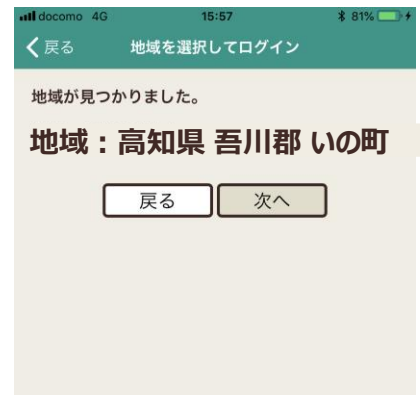 docomo 4G 15:57 81%
戻る 地域を選択してログイン
地域が見つかりました。
地域：高知県 吾川郡 いの町
戻る 次へ